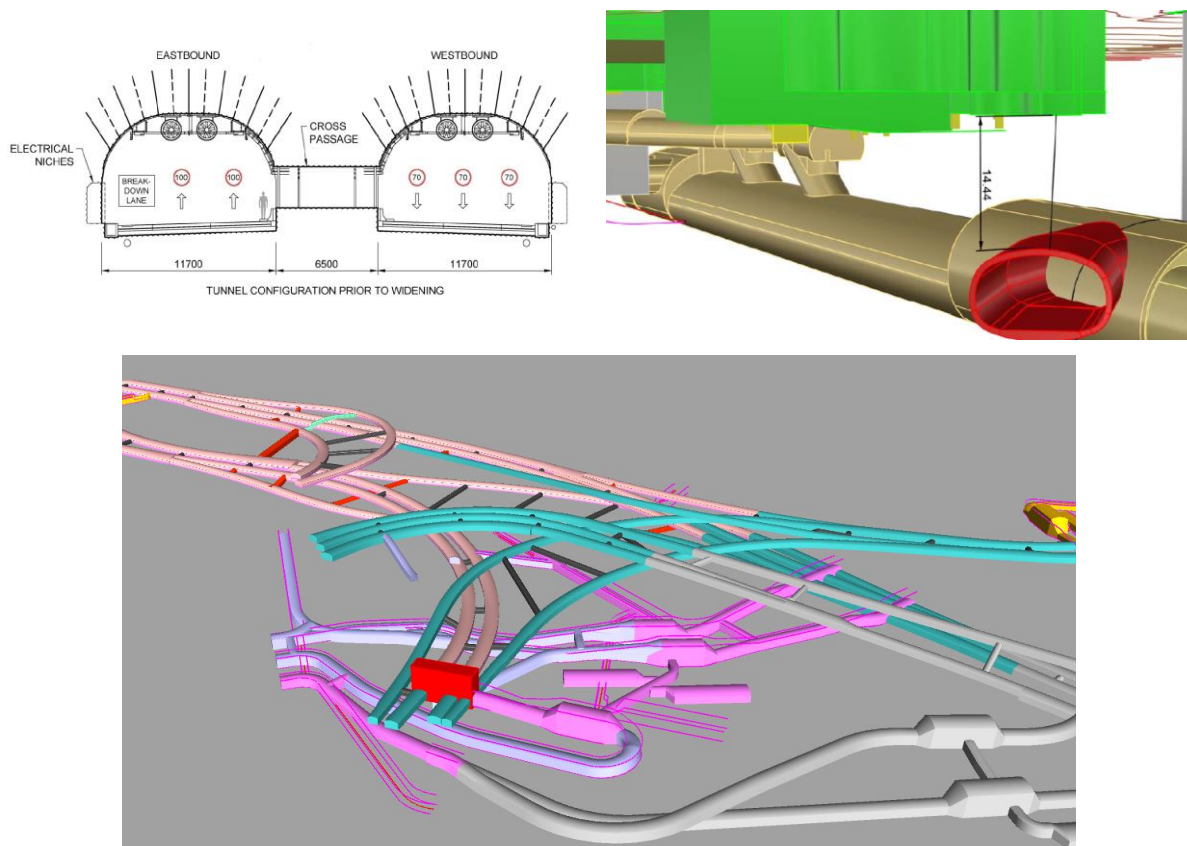 EASTBOUND
WESTBOUND
CROSS
PASSAGE
ELECTRICAL
NICHES
BREAK-
DOWN
LANE
100
100
70
70
70
11700
6500
11700
TUNNEL CONFIGURATION PRIOR TO WIDENING
14.44